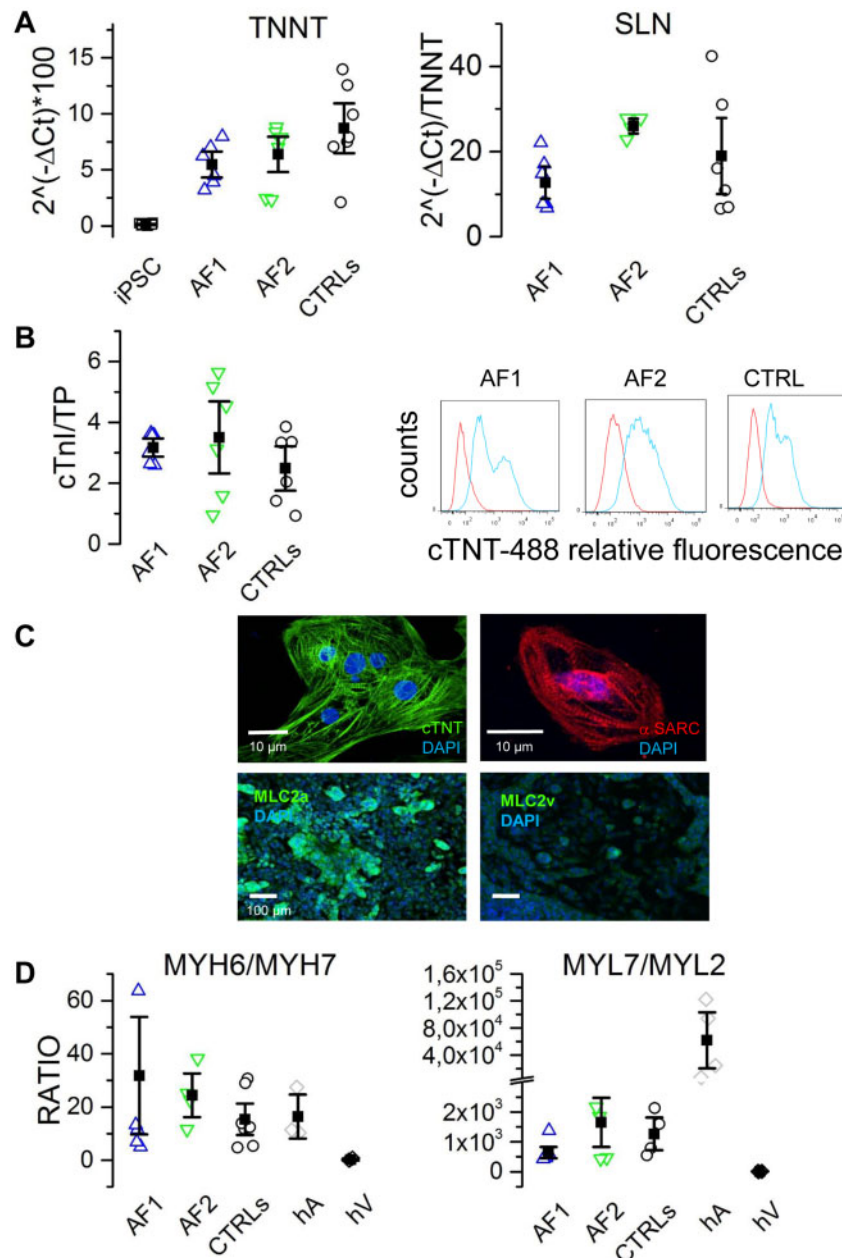 A
TNNT
SLN
2^(-ΔCt)*100
15
10
5
0
iPSC
AF1
AF2
CTRLs
2^(-ΔCt)/TNNT
40
20
0
AF1
AF2
CTRLs
B
cTnI/TP
6
4
2
0
AF1
AF2
CTRLs
AF1
AF2
CTRL
counts
cTNT-488 relative fluorescence
C
10 µm
cTNT
DAPI
10 µm
α SARC
DAPI
MLC2a
DAPI
100 µm
MLC2v
DAPI
D
MYH6/MYH7
MYL7/MYL2
RATIO
60
40
20
0
AF1
AF2
CTRLs
hA
hV
1,6x10⁵
1,2x10⁵
8,0x10⁴
4,0x10⁴
2x10³
1x10³
0
AF1
AF2
CTRLs
hA
hV